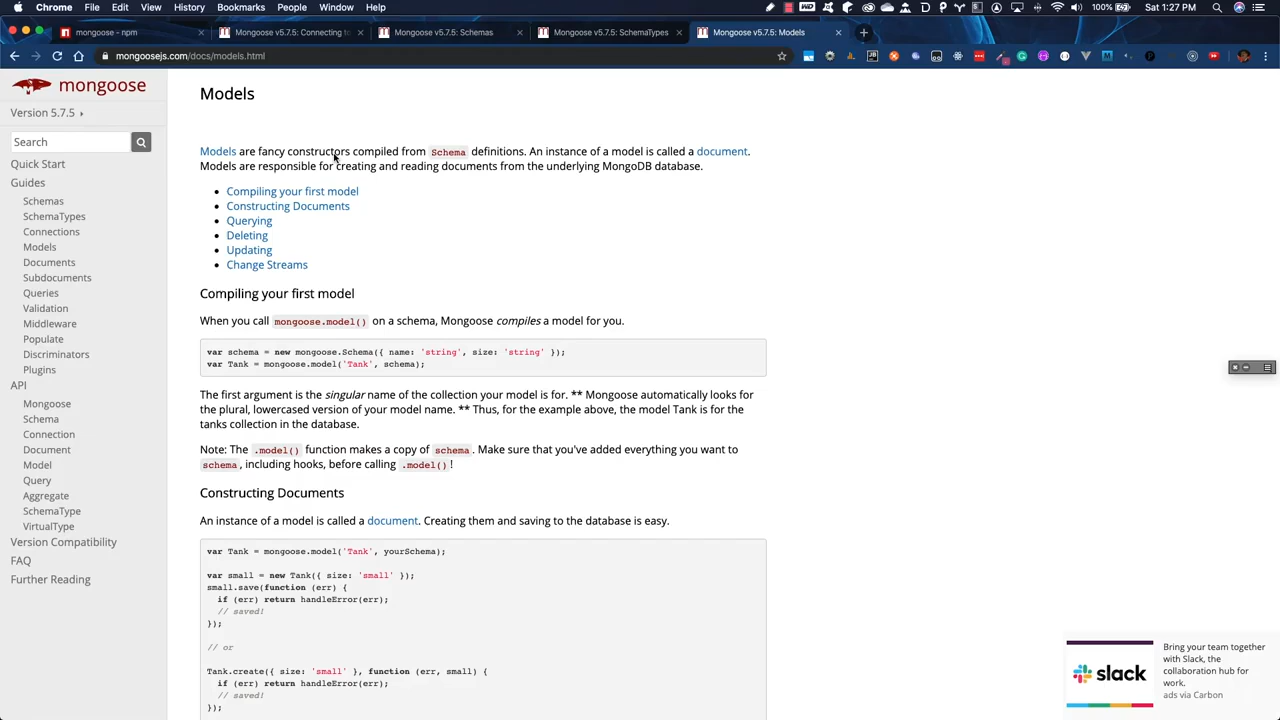 Chrome File Edit View History Bookmarks People Window Help 100% Sat 1:27 PM
mongoose - npm
Mongoose v5.7.5: Connecting to
Mongoose v5.7.5: Schemas
Mongoose v5.7.5: SchemaTypes
Mongoose v5.7.5: Models
mongoosejs.com/docs/models.html
mongoose
Version 5.7.5
Search
Quick Start
Guides
Schemas
SchemaTypes
Connections
Models
Documents
Subdocuments
Queries
Validation
Middleware
Populate
Discriminators
Plugins
API
Mongoose
Schema
Connection
Document
Model
Query
Aggregate
SchemaType
VirtualType
Version Compatibility
FAQ
Further Reading
Models
Models are fancy constructors compiled from Schema definitions. An instance of a model is called a document.
Models are responsible for creating and reading documents from the underlying MongoDB database.
Compiling your first model
Constructing Documents
Querying
Deleting
Updating
Change Streams
Compiling your first model
When you call mongoose.model() on a schema, Mongoose compiles a model for you.
var schema = new mongoose.Schema({ name: 'string', size: 'string' });
var Tank = mongoose.model('Tank', schema);
The first argument is the singular name of the collection your model is for. ** Mongoose automatically looks for
the plural, lowercased version of your model name. ** Thus, for the example above, the model Tank is for the
tanks collection in the database.
Note: The .model() function makes a copy of schema. Make sure that you've added everything you want to
schema, including hooks, before calling .model()!
Constructing Documents
An instance of a model is called a document. Creating them and saving to the database is easy.
var Tank = mongoose.model('Tank', yourSchema);
var small = new Tank({ size: 'small' });
small.save(function (err) {
if (err) return handleError(err);
// saved!
});
// or
Tank.create({ size: 'small' }, function (err, small) {
if (err) return handleError(err);
// saved!
});
slack
Bring your team together
with Slack, the
collaboration hub for
work.
ads via Carbon